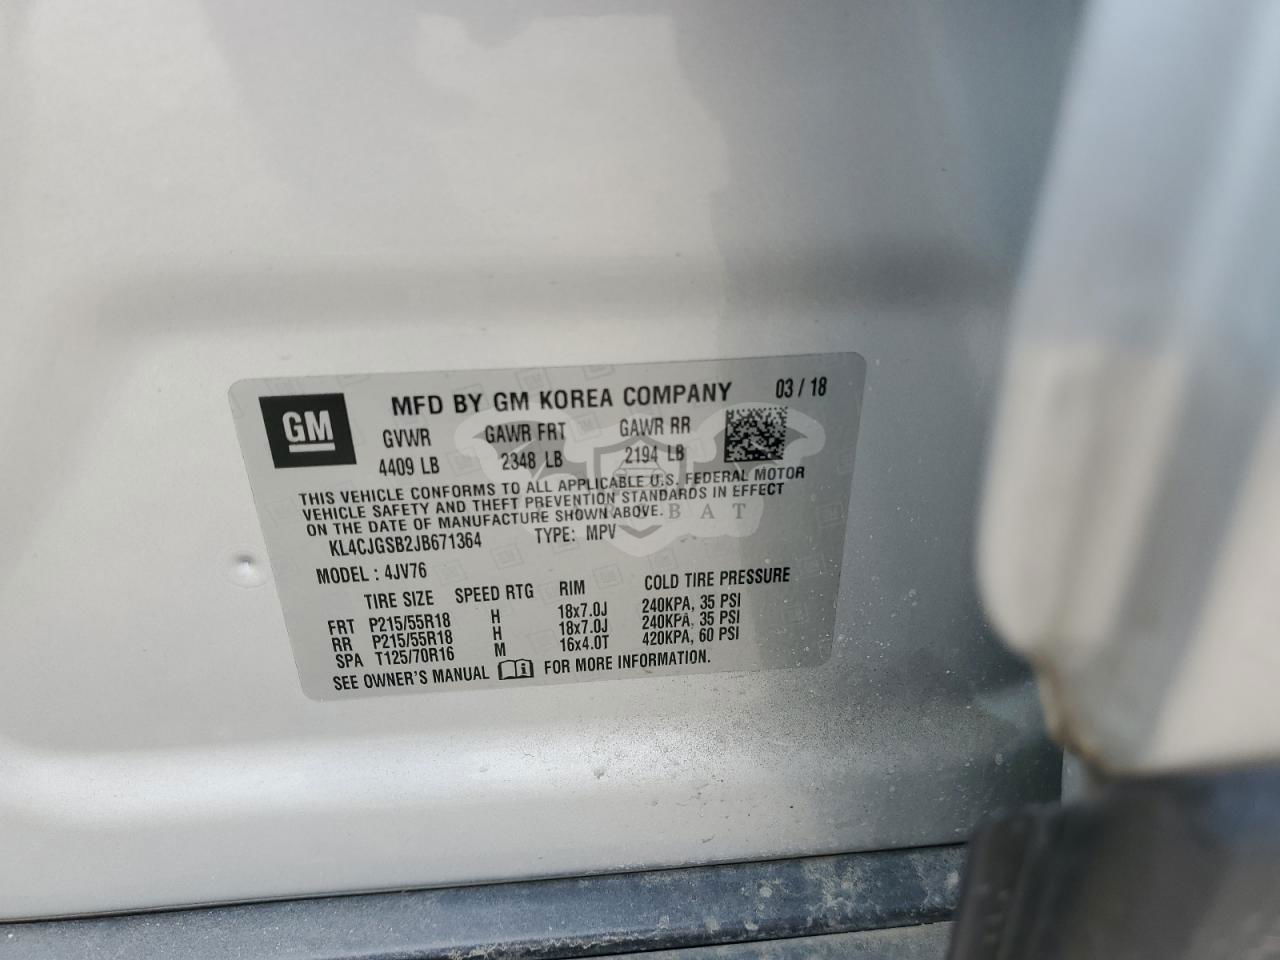 GM
MFD BY GM KOREA COMPANY 03 / 18
GVWR GAWR FRT GAWR RR
4409 LB 2348 LB 2194 LB
THIS VEHICLE CONFORMS TO ALL APPLICABLE U.S. FEDERAL MOTOR
VEHICLE SAFETY AND THEFT PREVENTION STANDARDS IN EFFECT
ON THE DATE OF MANUFACTURE SHOWN ABOVE.
KL4CJGSB2JB671364 TYPE: MPV
MODEL : 4JV76
TIRE SIZE SPEED RTG RIM COLD TIRE PRESSURE
FRT P215/55R18 H 18x7.0J 240KPA, 35 PSI
RR P215/55R18 H 18x7.0J 240KPA, 35 PSI
SPA T125/70R16 M 16x4.0T 420KPA, 60 PSI
SEE OWNER'S MANUAL FOR MORE INFORMATION.